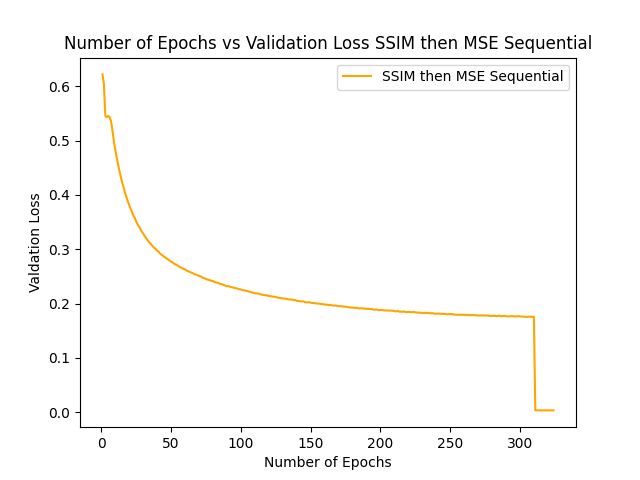 Number of Epochs vs Validation Loss SSIM then MSE Sequential
SSIM then MSE Sequential
0.6
0.5
0.4
0.3
0.2
0.1
0.0
Valdation Loss
0 50 100 150 200 250 300
Number of Epochs